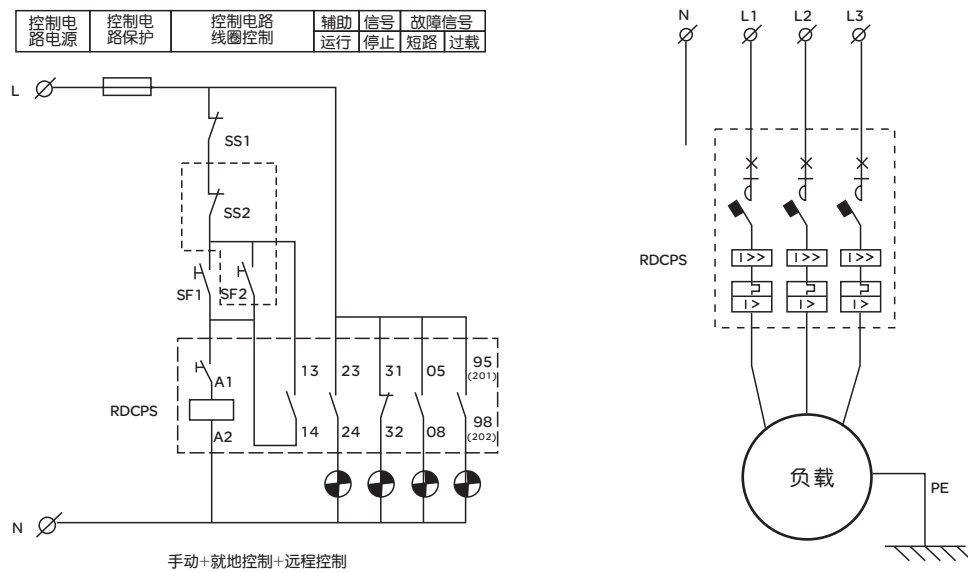 控制电路电源
控制电路保护
控制电路线圈控制
辅助 信号 故障信号
运行 停止 短路 过载
L
SS1
SS2
SF1 SF2
A1 13 23 31 05 95
(201)
RDCPS
A2 14 24 32 08 98
(202)
N
手动+就地控制+远程控制
N L1 L2 L3
RDCPS
I>> I>> I>>
I> I> I>
负载
PE